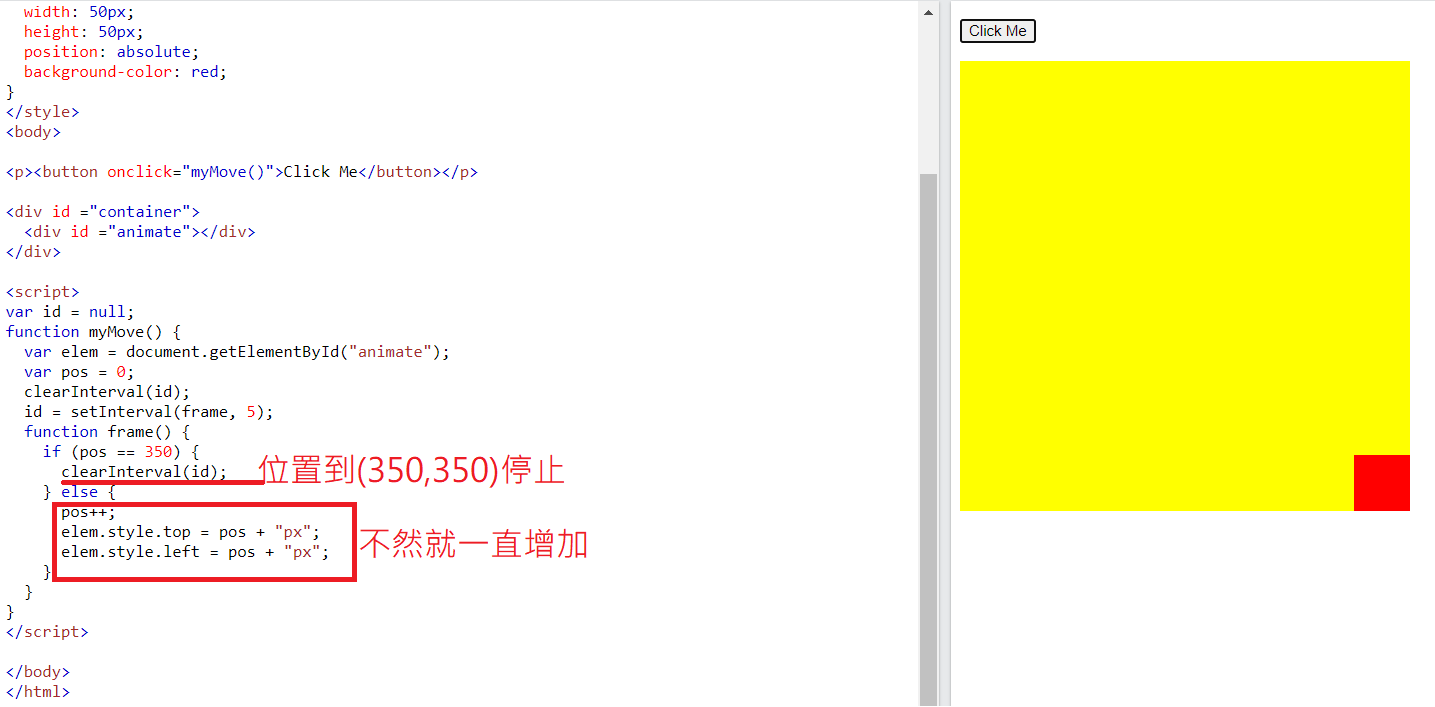 width: 50px;
height: 50px;
position: absolute;
background-color: red;
}
</style>
<body>
<p><button onclick="myMove()">Click Me</button></p>
<div id ="container">
<div id ="animate"></div>
</div>
<script>
var id = null;
function myMove() {
var elem = document.getElementById("animate");
var pos = 0;
clearInterval(id);
id = setInterval(frame, 5);
function frame() {
if (pos == 350) {
clearInterval(id); 位置到(350,350)停止
} else {
pos++;
elem.style.top = pos + "px";
不然就一直增加
elem.style.left = pos + "px";
}
}
}
</script>
</body>
</html>
Click Me